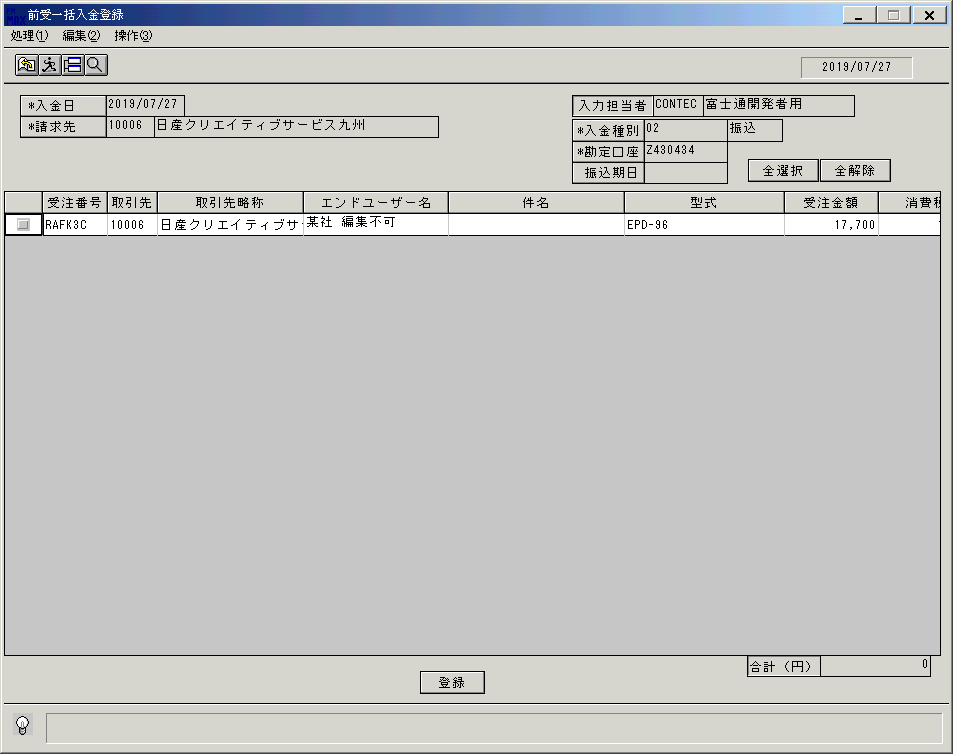 前受一括入金登録
処理(1) 編集(2) 操作(3)
2019/07/27
*入金日 2019/07/27
*請求先 10006 日産クリエイティブサービス九州
入力担当者 CONTEC 富士通開発者用
*入金種別 02 振込
*勘定口座 Z430434
振込期日
全選択 全解除
受注番号 取引先 取引先略称 エンドユーザー名 件名 型式 受注金額 消費税
RAFK3C 10006 日産クリエイティブサ 某社 編集不可 EPD-96 17,700
合計（円） 0
登録